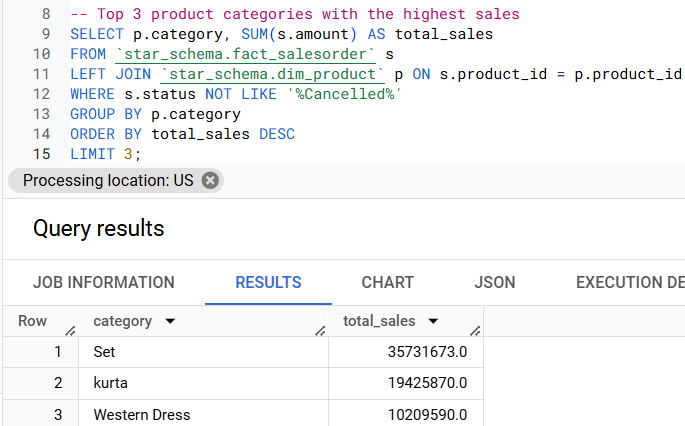 8 -- Top 3 product categories with the highest sales
9 SELECT p.category, SUM(s.amount) AS total_sales
10 FROM `star_schema.fact_salesorder` s
11 LEFT JOIN `star_schema.dim_product` p ON s.product_id = p.product_id
12 WHERE s.status NOT LIKE '%Cancelled%'
13 GROUP BY p.category
14 ORDER BY total_sales DESC
15 LIMIT 3;
Processing location: US
Query results
JOB INFORMATION RESULTS CHART JSON EXECUTION DE
Row category total_sales
1 Set 35731673.0
2 kurta 19425870.0
3 Western Dress 10209590.0